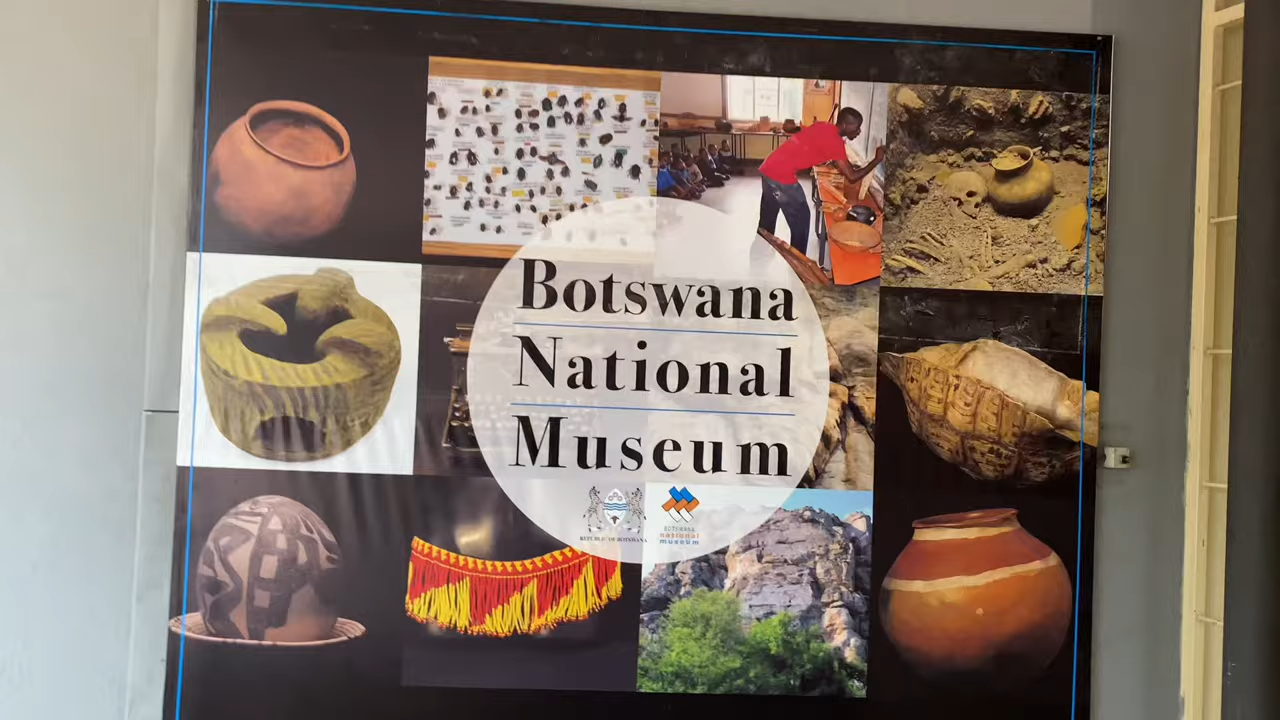 Botswana
National
Museum
REPUBLIC OF BOTSWANA
BOTSWANA
national
museum